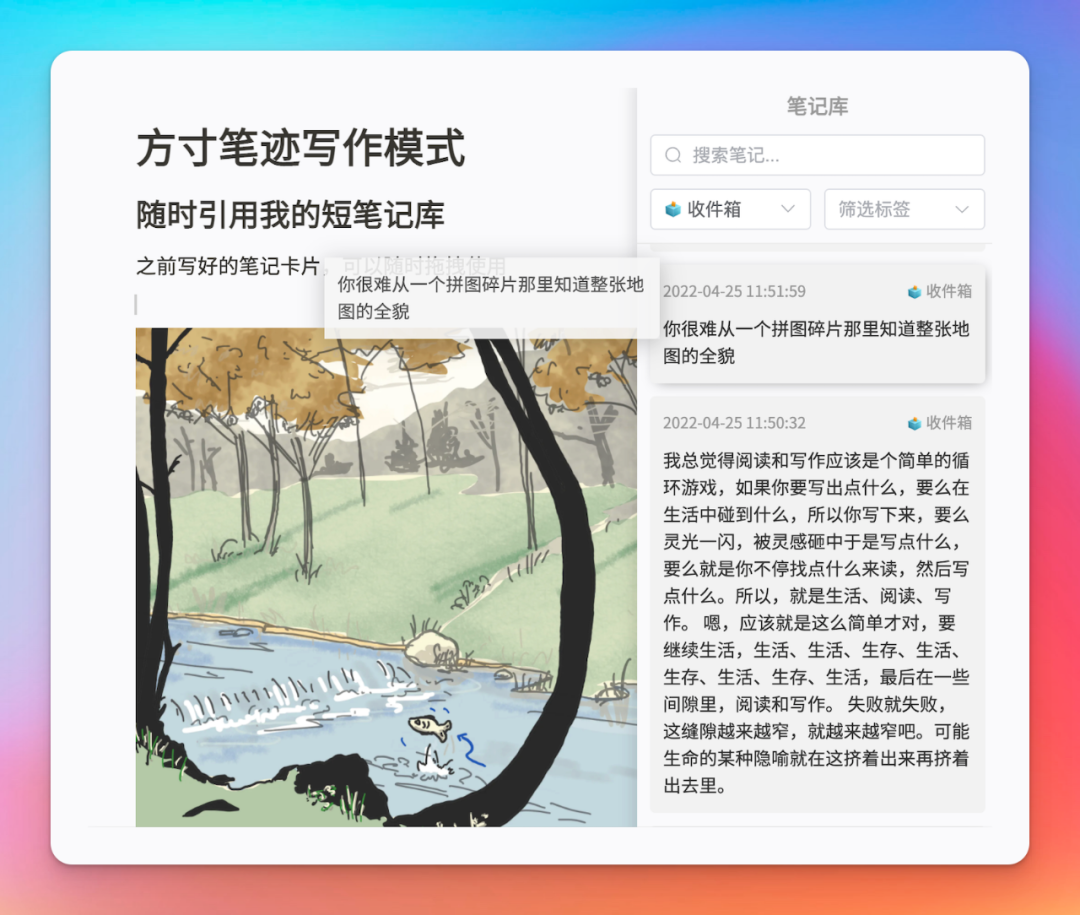 方寸笔迹写作模式
随时引用我的短笔记库
之前写好的笔记卡片，可以随时拖拽使用
你很难从一个拼图碎片那里知道整张地
图的全貌
笔记库
搜索笔记...
收件箱
筛选标签
2022-04-25 11:51:59 收件箱
你很难从一个拼图碎片那里知道整张地
图的全貌
2022-04-25 11:50:32 收件箱
我总觉得阅读和写作应该是个简单的循
环游戏，如果你要写出点什么，要么在
生活中碰到什么，所以你写下来，要么
灵光一闪，被灵感砸中于是写点什么，
要么就是你不停找点什么来读，然后写
点什么。所以，就是生活、阅读、写
作。 嗯，应该就是这么简单才对，要
继续生活，生活、生活、生存、生活、
生存、生活、生存、生活，最后在一些
间隙里，阅读和写作。 失败就失败，
这缝隙越来越窄，就越来越窄吧。可能
生命的某种隐喻就在这挤着出来再挤着
出去里。